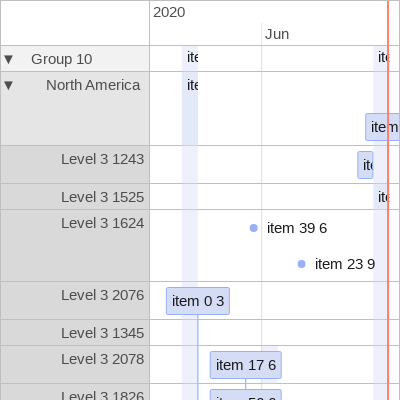 2020
Jun
▼ Group 10 ite it
▼ North America ite
item
Level 3 1243 ite
Level 3 1525 ite
Level 3 1624 item 39 6
item 23 9
Level 3 2076 item 0 3
Level 3 1345
Level 3 2078 item 17 6
Level 3 1826